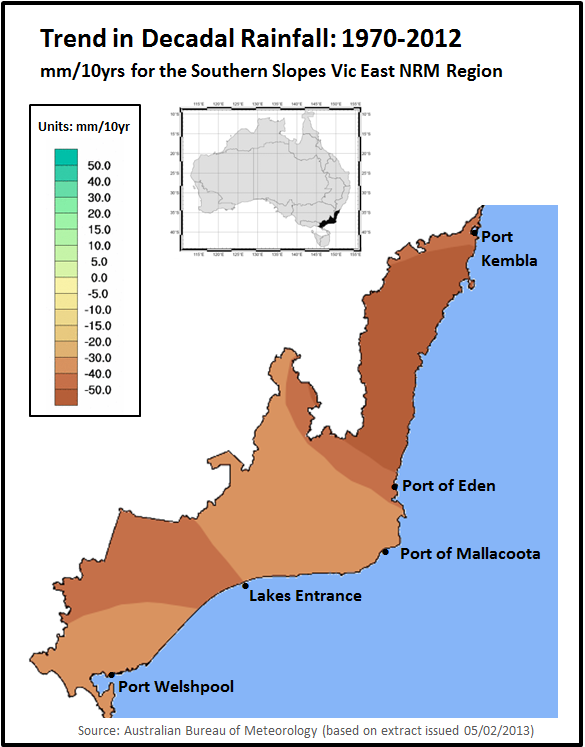 Trend in Decadal Rainfall: 1970-2012
mm/10yrs for the Southern Slopes Vic East NRM Region
Units: mm/10yr
50.0
40.0
30.0
20.0
15.0
10.0
5.0
0.0
-5.0
-10.0
-15.0
-20.0
-30.0
-40.0
-50.0
Port
Kembla
Port of Eden
Port of Mallacoota
Lakes Entrance
Port Welshpool
Source: Australian Bureau of Meteorology (based on extract issued 05/02/2013)